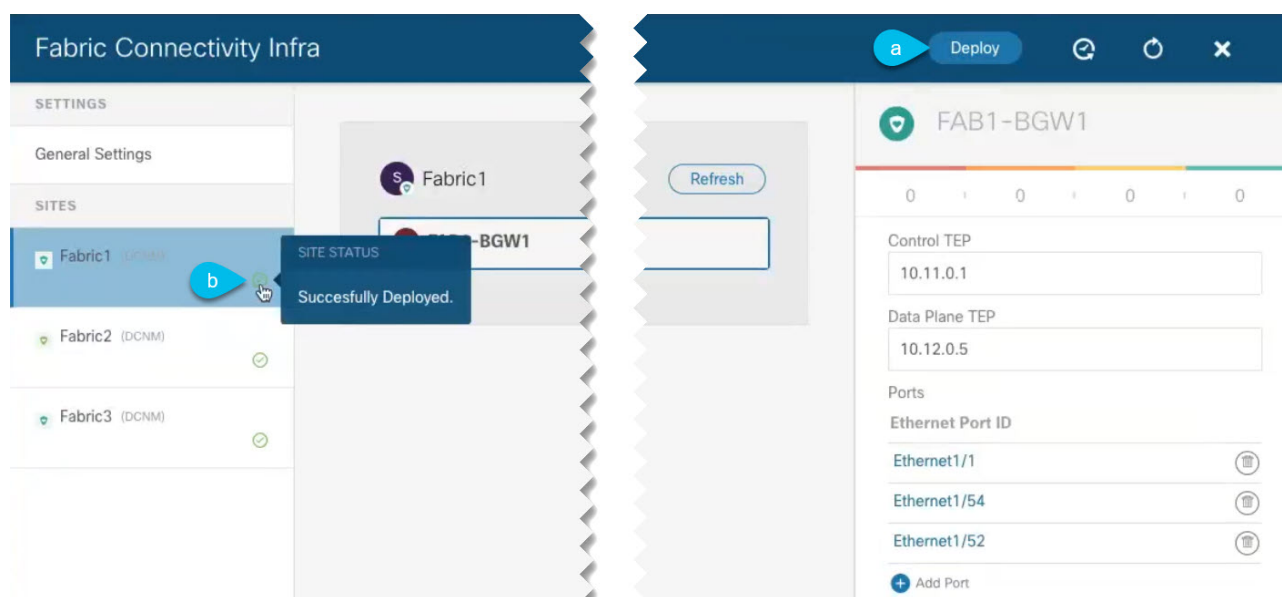 Fabric Connectivity Infra
a
Deploy
SETTINGS
General Settings
SITES
Fabric1
b
SITE STATUS
Succesfully Deployed.
Fabric2 (DCNM)
Fabric3 (DCNM)
S
Fabric1
Refresh
-BGW1
FAB1-BGW1
0 0 0 0
Control TEP
10.11.0.1
Data Plane TEP
10.12.0.5
Ports
Ethernet Port ID
Ethernet1/1
Ethernet1/54
Ethernet1/52
Add Port